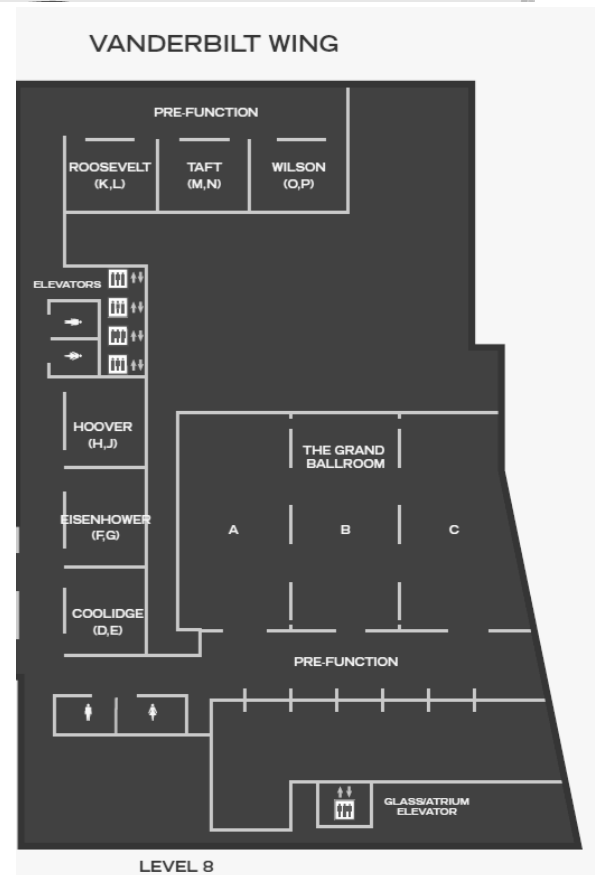 VANDERBILT WING
PRE-FUNCTION
ROOSEVELT
(K,L)
TAFT
(M,N)
WILSON
(O,P)
ELEVATORS
HOOVER
(H,J)
THE GRAND
BALLROOM
EISENHOWER
(F,G)
A
B
C
COOLIDGE
(D,E)
PRE-FUNCTION
GLASS/ATRIUM
ELEVATOR
LEVEL 8